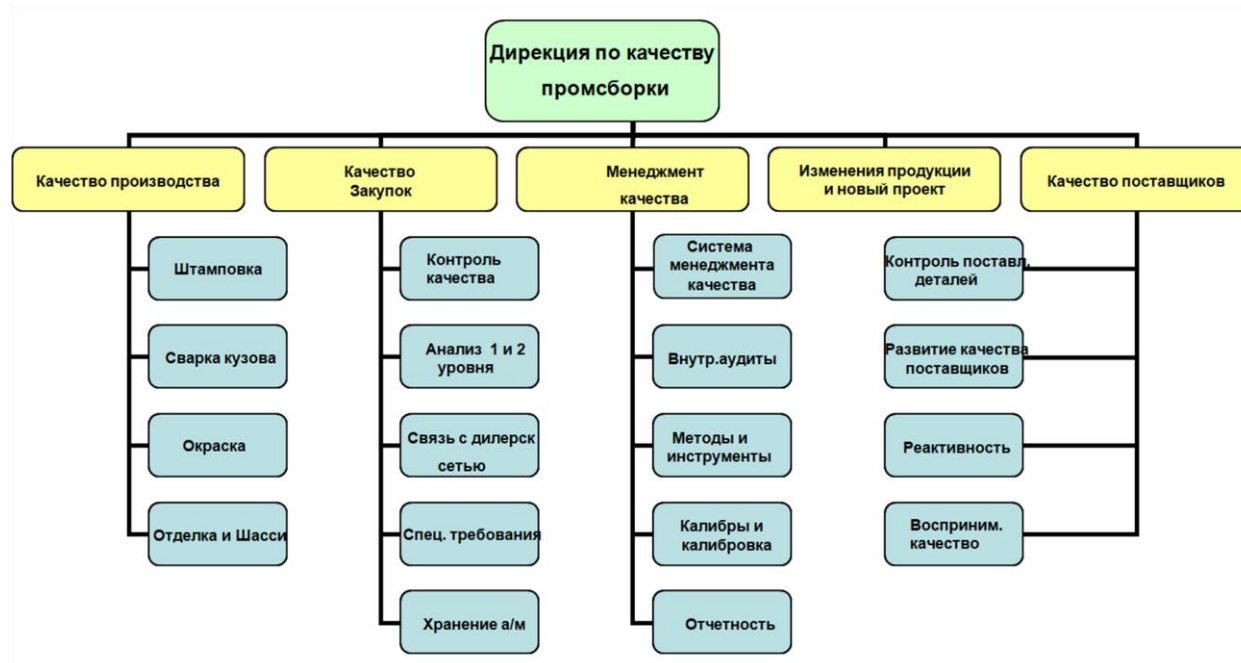 Дирекция по качеству
промсборки
Качество производства
Качество
Закупок
Менеджмент
качества
Изменения продукции
и новый проект
Качество поставщиков
Штамповка
Сварка кузова
Окраска
Отделка и Шасси
Контроль
качества
Анализ 1 и 2
уровня
Связь с дилерск
сетью
Спец. требования
Хранение а/м
Система
менеджмента
качества
Внутр.аудиты
Методы и
инструменты
Калибры и
калибровка
Отчетность
Контроль поставл.
деталей
Развитие качества
поставщиков
Реактивность
Восприним.
качество